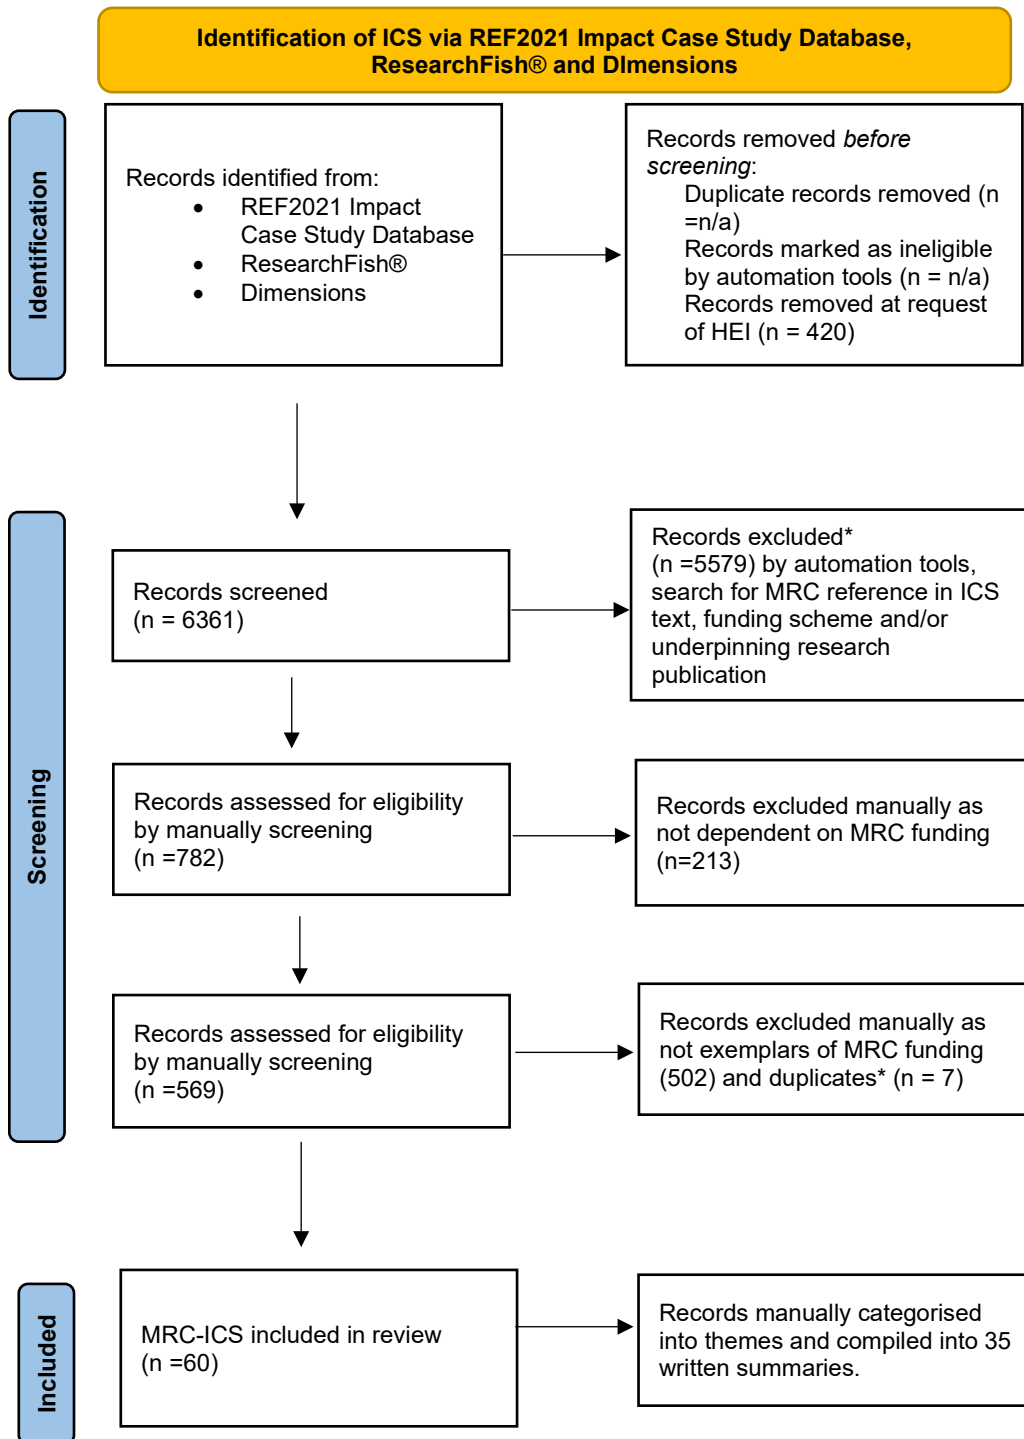 Identification of ICS via REF2021 Impact Case Study Database,
ResearchFish® and DImensions
Identification
Records identified from:
• REF2021 Impact
Case Study Database
• ResearchFish®
• Dimensions
Records removed before
screening:
Duplicate records removed (n
=n/a)
Records marked as ineligible
by automation tools (n = n/a)
Records removed at request
of HEI (n = 420)
Screening
Records screened
(n = 6361)
Records excluded*
(n =5579) by automation tools,
search for MRC reference in ICS
text, funding scheme and/or
underpinning research
publication
Records assessed for eligibility
by manually screening
(n =782)
Records excluded manually as
not dependent on MRC funding
(n=213)
Records assessed for eligibility
by manually screening
(n =569)
Records excluded manually as
not exemplars of MRC funding
(502) and duplicates* (n = 7)
Included
MRC-ICS included in review
(n =60)
Records manually categorised
into themes and compiled into 35
written summaries.